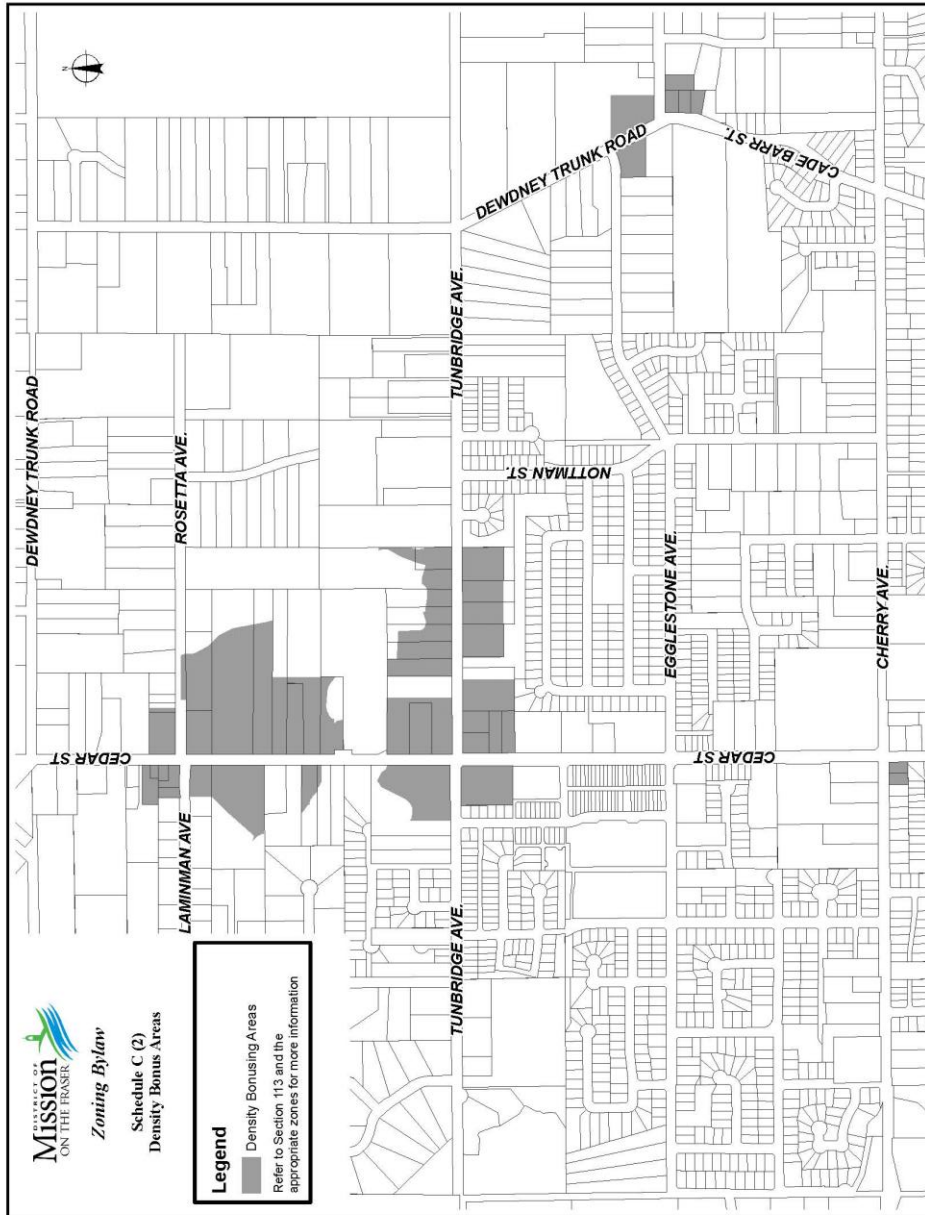 DISTRICT OF
Mission
ON THE FRASER
Zoning Bylaw
Schedule C (2)
Density Bonus Areas
Legend
Density Bonusing Areas
Refer to Section 113 and the
appropriate zones for more information
N
DEWDNEY TRUNK ROAD
ROSETTA AVE.
CEDAR ST
LAMINMAN AVE
TUNBRIDGE AVE.
TUNBRIDGE AVE.
DEWDNEY TRUNK ROAD
CADE BARR ST.
NOTTMAN ST.
EGGLESTONE AVE.
CEDAR ST
CHERRY AVE.